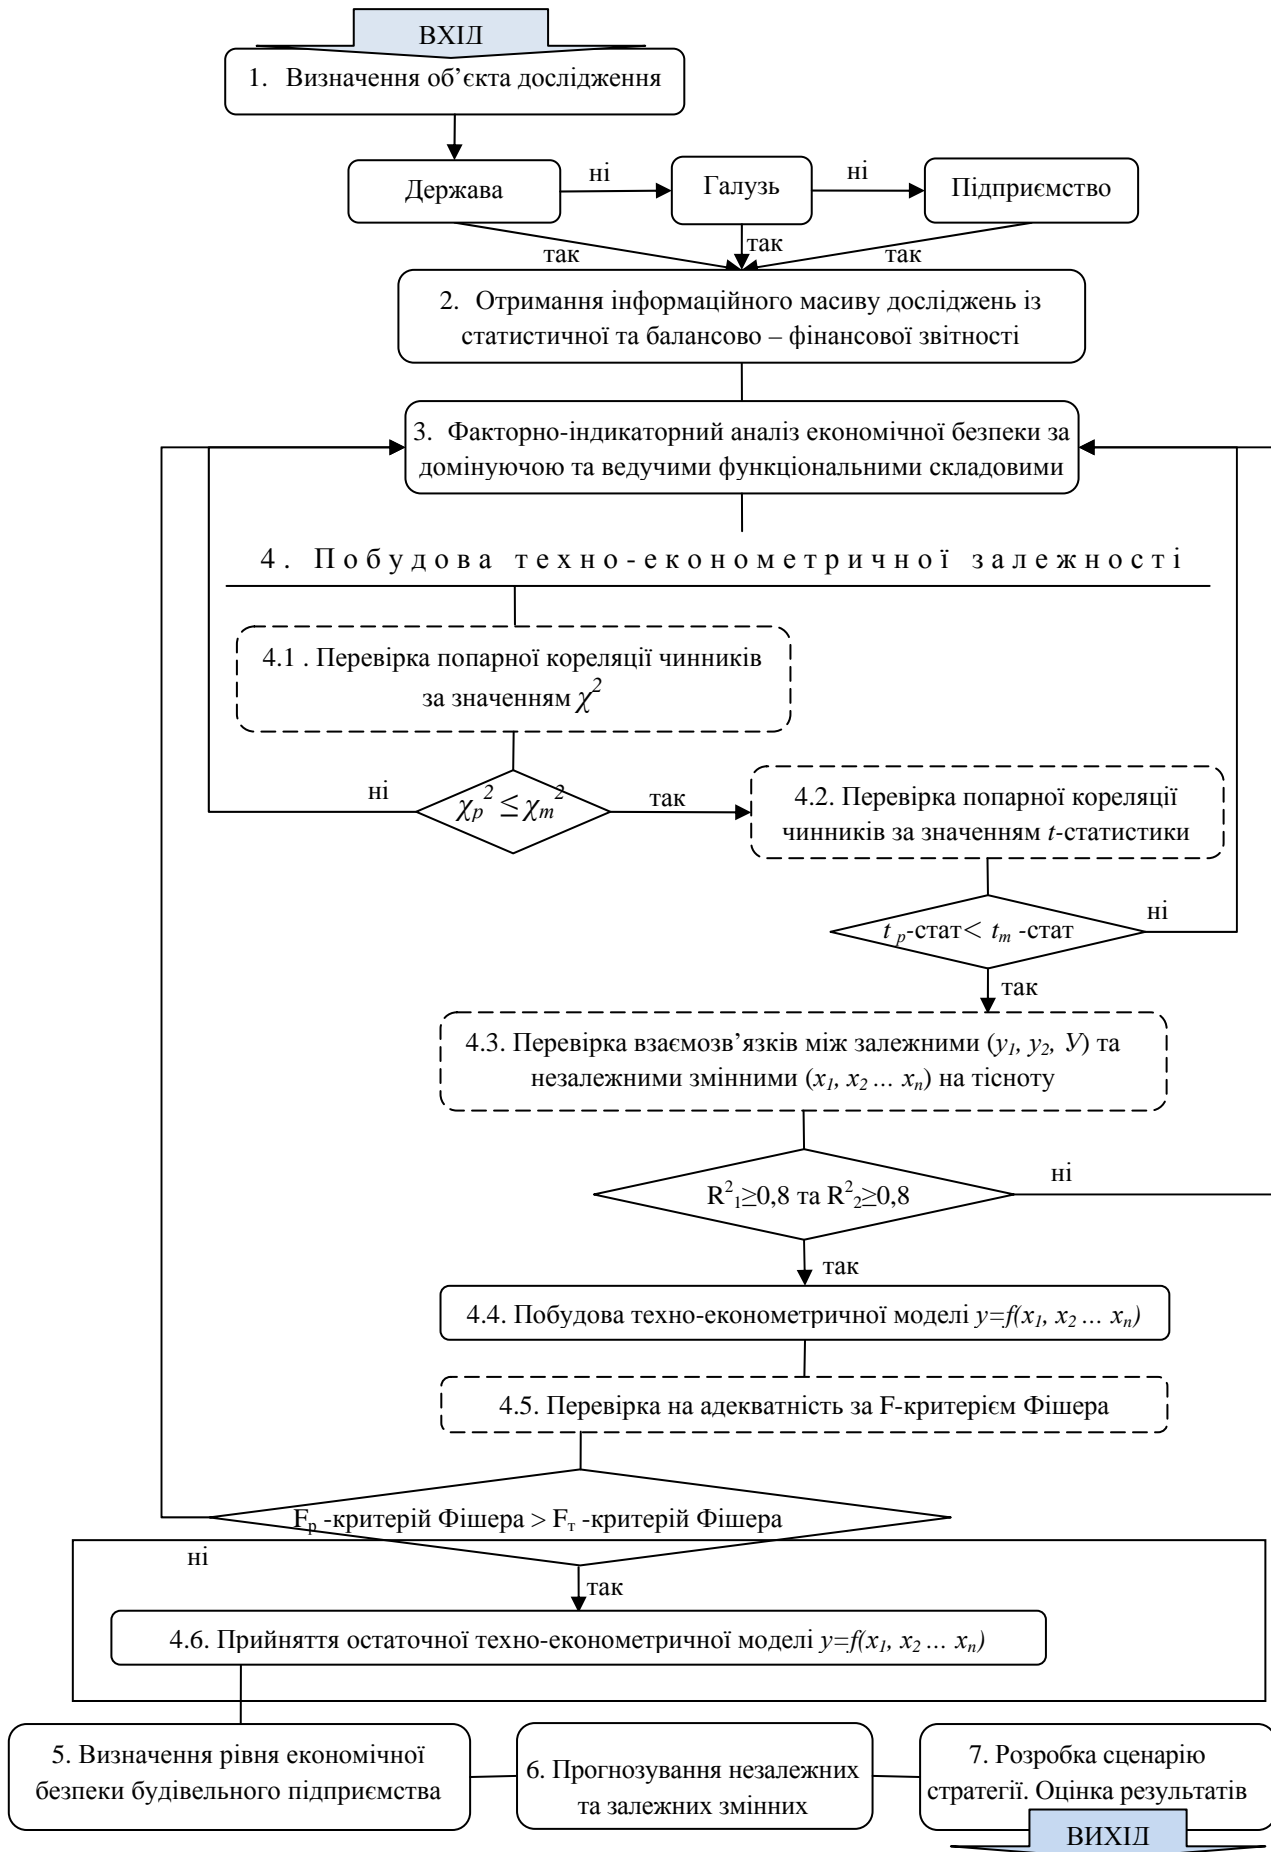 ВХІД
1. Визначення об’єкта дослідження
Держава
ні
Галузь
ні
Підприємство
так
так
так
2. Отримання інформаційного масиву досліджень із
статистичної та балансово – фінансової звітності
3. Факторно-індикаторний аналіз економічної безпеки за
домінуючою та ведучими функціональними складовими
4. Побудова техно-економетричної залежності
4.1 . Перевірка попарної кореляції чинників
за значенням χ²
ні
χₚ² ≤ χₘ²
так
4.2. Перевірка попарної кореляції
чинників за значенням t-статистики
t ₚ-стат< tₘ -стат
ні
так
4.3. Перевірка взаємозв'язків між залежними (y₁, y₂, У) та
незалежними змінними (x₁, x₂ ... xₙ) на тісноту
R²₁≥0,8 та R²₂≥0,8
ні
так
4.4. Побудова техно-економетричної моделі y=f(x₁, x₂ ... xₙ)
4.5. Перевірка на адекватність за F-критерієм Фішера
Fₚ -критерій Фішера > Fт -критерій Фішера
ні
так
4.6. Прийняття остаточної техно-економетричної моделі y=f(x₁, x₂ ... xₙ)
5. Визначення рівня економічної
безпеки будівельного підприємства
6. Прогнозування незалежних
та залежних змінних
7. Розробка сценарію
стратегії. Оцінка результатів
ВИХІД